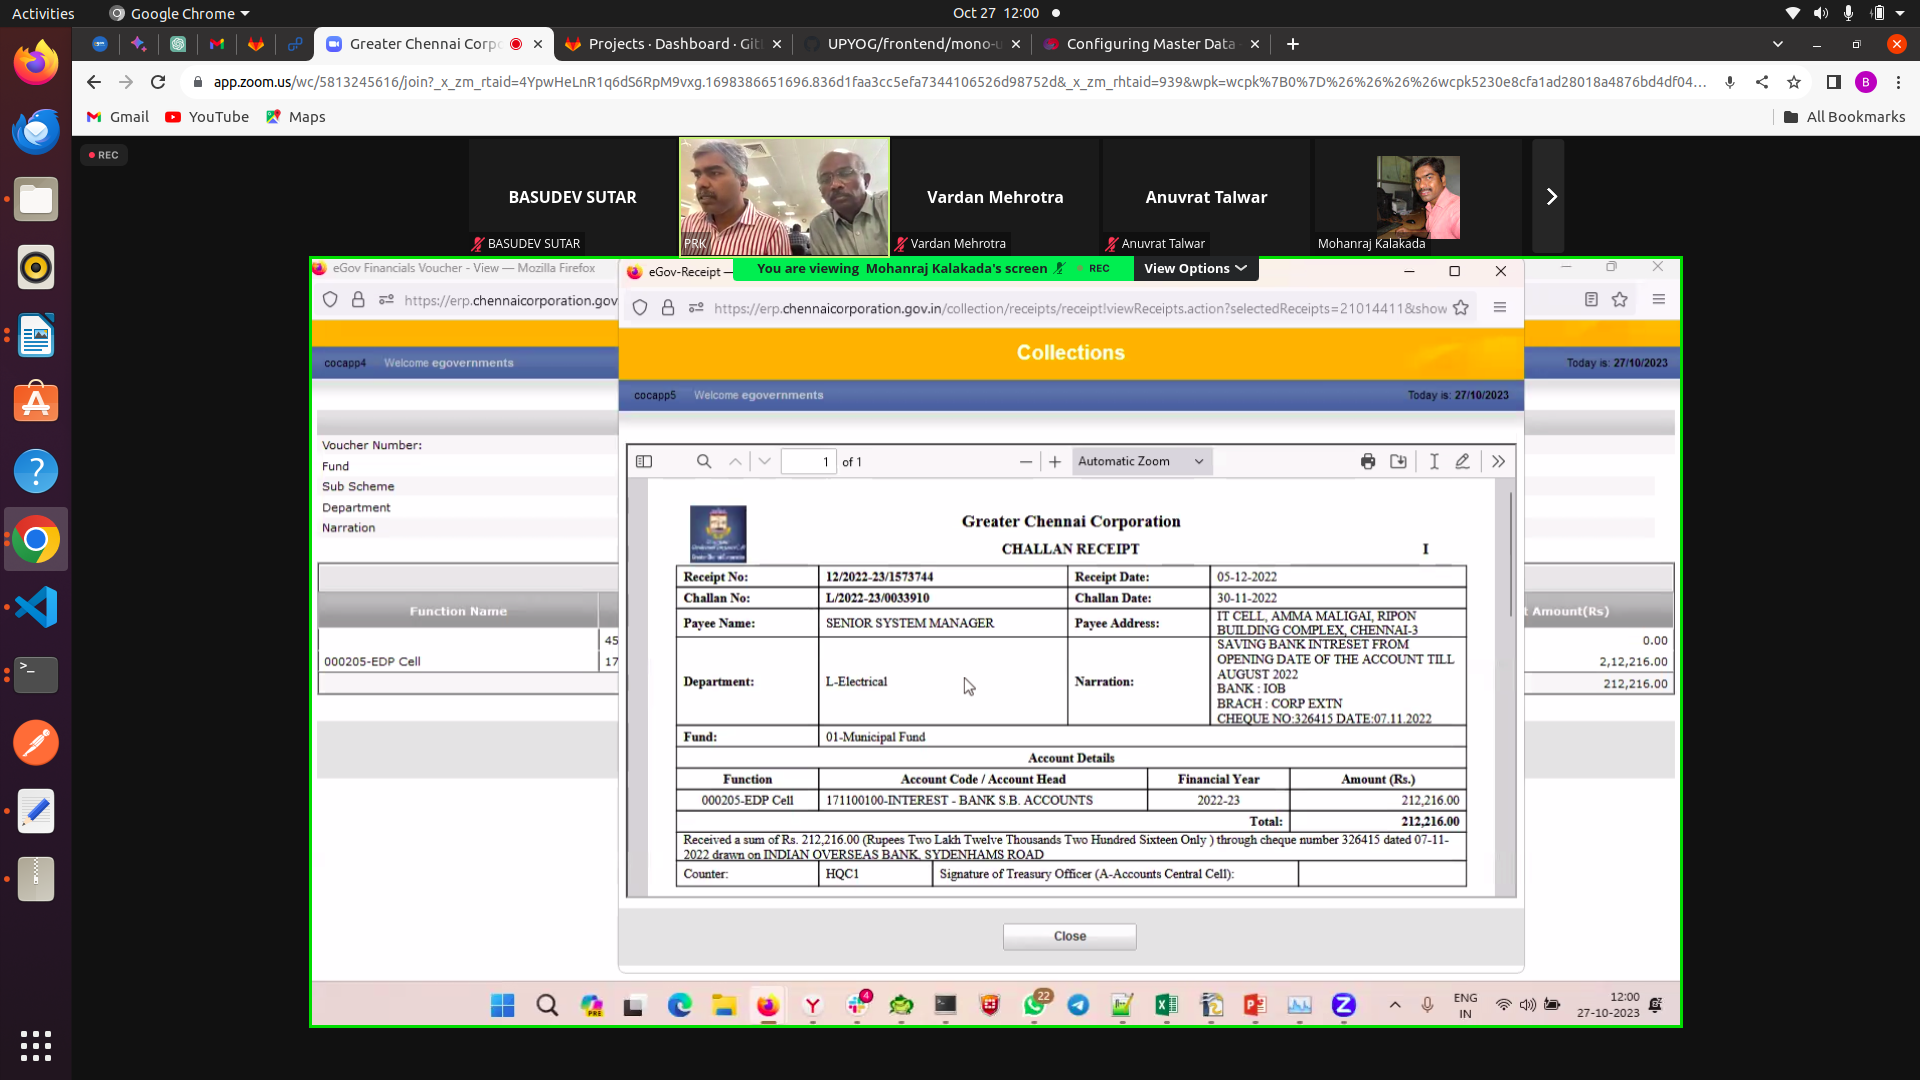 Activities
Google Chrome
Oct 27 12:00
Greater Chennai Corpo
Projects · Dashboard · Git
UPYOG/frontend/mono-u
Configuring Master Data -
app.zoom.us/wc/5813245616/join?_x_zm_rtaid=4YpwHeLnR1q6dS6RpM9vxg.1698386651696.836d1faa3cc5efa7344106526d98752d&_x_zm_rhtaid=939&wpk=wcpk%7B0%7D%26%26%26%26wcpk5230e8cfa1ad28018a4876bd4df04...
B
Gmail
YouTube
Maps
All Bookmarks
REC
BASUDEV SUTAR
Vardan Mehrotra
Anuvrat Talwar
BASUDEV SUTAR
PRK
Vardan Mehrotra
Anuvrat Talwar
Mohanraj Kalakada
You are viewing Mohanraj Kalakada's screen
REC
View Options
eGov Financials Voucher - View — Mozilla Firefox
https://erp.chennaicorporation.gov
cocapp4
Welcome egovernments
Today is: 27/10/2023
Voucher Number:
Fund
Sub Scheme
Department
Narration
Function Name
t Amount(Rs)
45
0.00
000205-EDP Cell
17
2,12,216.00
212,216.00
eGov-Receipt —
https://erp.chennaicorporation.gov.in/collection/receipts/receipt!viewReceipts.action?selectedReceipts=21014411&show
Collections
cocapp5
Welcome egovernments
Today is: 27/10/2023
1 of 1
Automatic Zoom
Greater Chennai Corporation
CHALLAN RECEIPT
I
Receipt No:
12/2022-23/1573744
Receipt Date:
05-12-2022
Challan No:
L/2022-23/0033910
Challan Date:
30-11-2022
Payee Name:
SENIOR SYSTEM MANAGER
Payee Address:
IT CELL, AMMA MALIGAI, RIPON
BUILDING COMPLEX, CHENNAI-3
Department:
L-Electrical
Narration:
SAVING BANK INTRESET FROM
OPENING DATE OF THE ACCOUNT TILL
AUGUST 2022
BANK : IOB
BRACH : CORP EXTN
CHEQUE NO:326415 DATE:07.11.2022
Fund:
01-Municipal Fund
Account Details
Function
Account Code / Account Head
Financial Year
Amount (Rs.)
000205-EDP Cell
171100100-INTEREST - BANK S.B. ACCOUNTS
2022-23
212,216.00
Total:
212,216.00
Received a sum of Rs. 212,216.00 (Rupees Two Lakh Twelve Thousands Two Hundred Sixteen Only ) through cheque number 326415 dated 07-11-
2022 drawn on INDIAN OVERSEAS BANK, SYDENHAMS ROAD
Counter:
HQC1
Signature of Treasury Officer (A-Accounts Central Cell):
Close
PRE
4
22
ENG
IN
12:00
27-10-2023